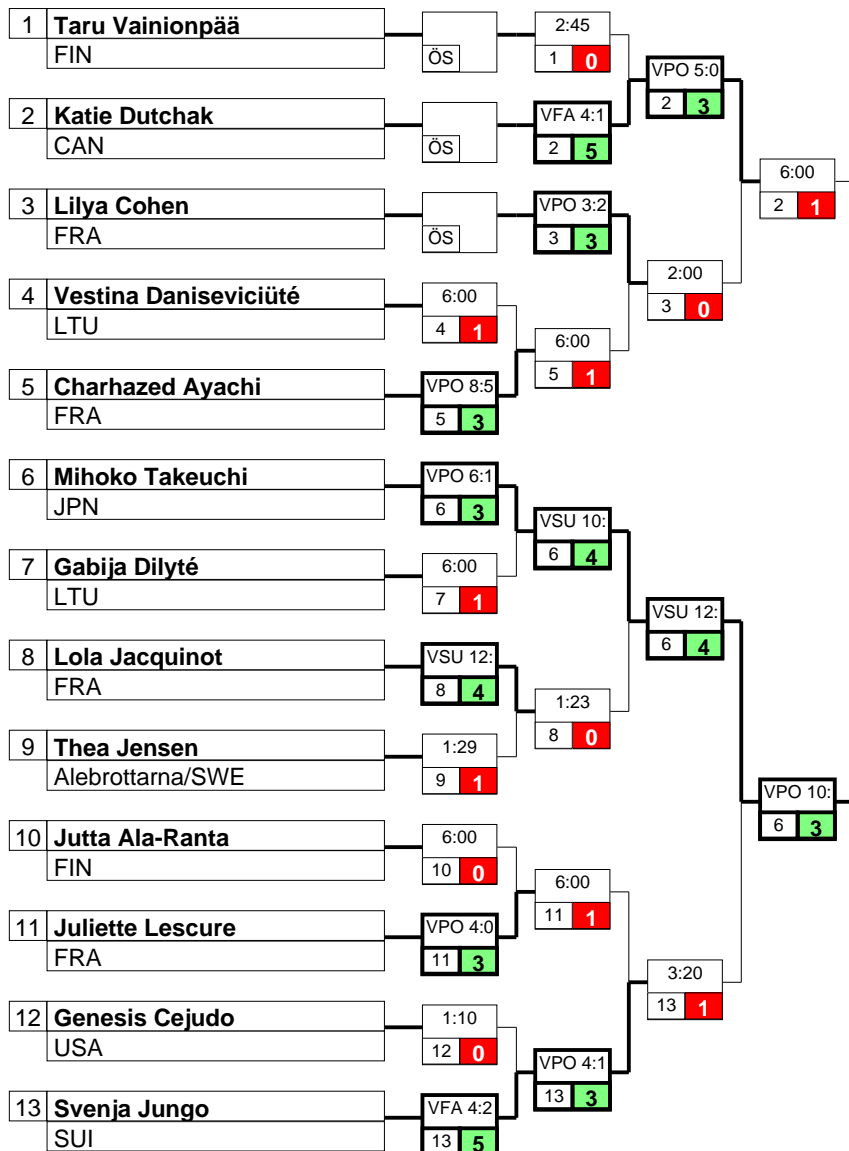 1 Taru Vainionpää
FIN
ÖS
2:45
1 0
VPO 5:0
2 3
2 Katie Dutchak
CAN
ÖS
VFA 4:1
2 5
6:00
2 1
3 Lilya Cohen
FRA
ÖS
VPO 3:2
3 3
2:00
3 0
4 Vestina Daniseviciüté
LTU
6:00
4 1
6:00
5 1
5 Charhazed Ayachi
FRA
VPO 8:5
5 3
6 Mihoko Takeuchi
JPN
VPO 6:1
6 3
VSU 10:
6 4
7 Gabija Dilyté
LTU
6:00
7 1
VSU 12:
6 4
8 Lola Jacquinot
FRA
VSU 12:
8 4
1:23
8 0
9 Thea Jensen
Alebrottarna/SWE
1:29
9 1
VPO 10:
6 3
10 Jutta Ala-Ranta
FIN
6:00
10 0
6:00
11 1
11 Juliette Lescure
FRA
VPO 4:0
11 3
3:20
13 1
12 Genesis Cejudo
USA
1:10
12 0
VPO 4:1
13 3
13 Svenja Jungo
SUI
VFA 4:2
13 5